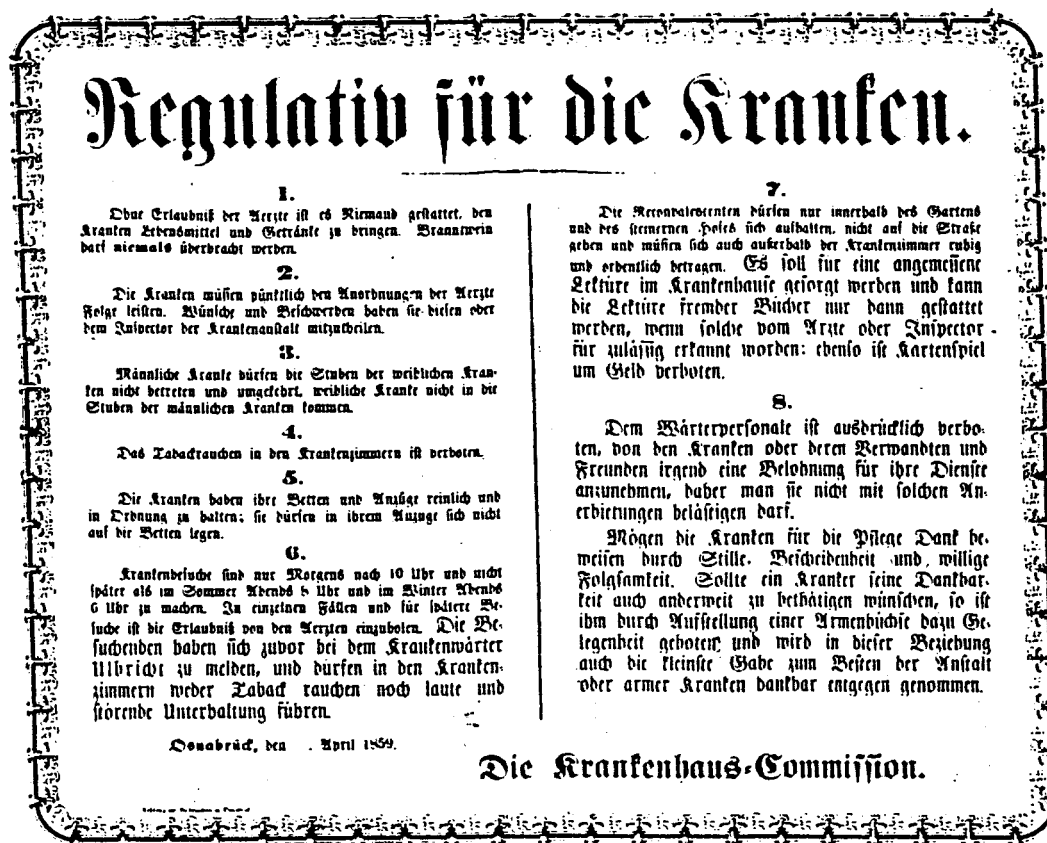 Regulativ für die Kranken.
1.
Ohne Erlaubniß der Aerzte ist es Niemand gestattet, den
Kranken Lebensmittel und Getränke zu bringen. Branntwein
darf niemals überbracht werden.
2.
Die Kranken müssen pünktlich den Anordnungen der Aerzte
Folge leisten. Wünsche und Beschwerden haben sie diesen oder
dem Inspector der Krankenanstalt mitzutheilen.
3.
Männliche Kranke dürfen die Stuben der weiblichen Kran-
ken nicht betreten und umgekehrt, weibliche Kranke nicht in die
Stuben der männlichen Kranken kommen.
4.
Das Tabackrauchen in den Krankenzimmern ist verboten.
5.
Die Kranken haben ihre Betten und Anzüge reinlich und
in Ordnung zu halten; sie dürfen in ihrem Anzuge sich nicht
auf die Betten legen.
6.
Krankenbesuche sind nur Morgens nach 10 Uhr und nicht
später als im Sommer Abends Uhr und im Winter Abends
6 Uhr zu machen. In einzelnen Fällen und für spätere Be-
suche ist die Erlaubniß von den Aerzten einzuholen. Die Be-
suchenden haben sich zuvor bei dem Krankenwärter
Ulbricht zu melden, und dürfen in den Kranken-
zimmern weder Taback rauchen noch laute und
störende Unterhaltung führen.
Osnabrück, den . April 1859.
7.
Die Reconvalescenten dürfen nur innerhalb des Gartens
und des steinernen Hofes sich aufhalten, nicht auf die Straße
gehen und müssen sich auch außerhalb der Krankenzimmer ruhig
und ordentlich betragen. Es soll für eine angemessene
Lektüre im Krankenhause gesorgt werden und kann
die Lektüre fremder Bücher nur dann gestattet
werden, wenn solche vom Arzte oder Inspector
für zulässig erkannt worden; ebenso ist Kartenspiel
um Geld verboten.
8.
Dem Wärterpersonale ist ausdrücklich verbo-
ten, von den Kranken oder deren Verwandten und
Freunden irgend eine Belohnung für ihre Dienste
anzunehmen, daher man sie nicht mit solchen An-
erbietungen belästigen darf.
Mögen die Kranken für die Pflege Dank be-
weisen durch Stille, Bescheidenheit und willige
Folgsamkeit. Sollte ein Kranker seine Dankbar-
keit auch anderweit zu bethätigen wünschen, so ist
ihm durch Aufstellung einer Armenbüchse dazu Ge-
legenheit geboten, und wird in dieser Beziehung
auch die kleinste Gabe zum Besten der Anstalt
oder armer Kranken dankbar entgegen genommen.
Die Krankenhaus-Commission.